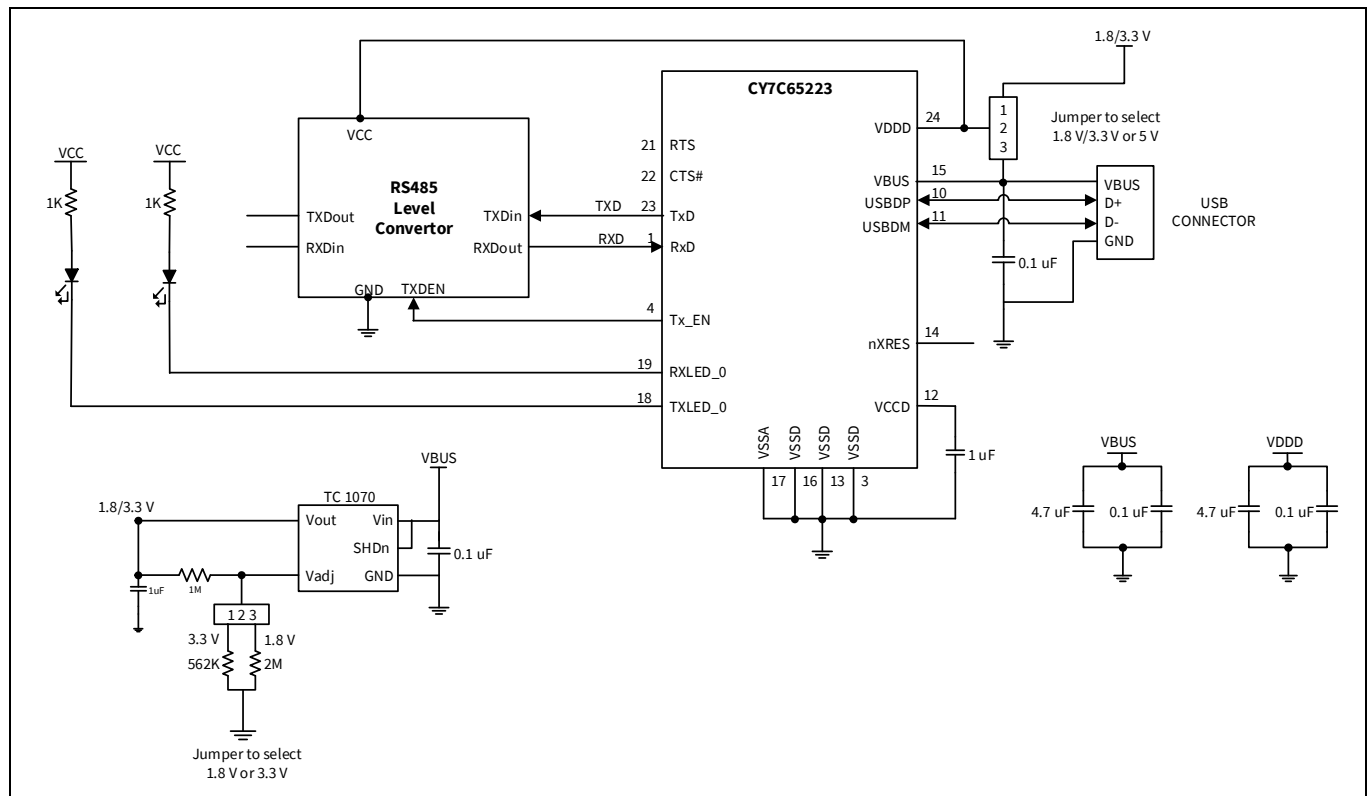 1.8/3.3 V
CY7C65223
VCC
RS485
Level
Convertor
TXDout
RXDin
TXDin
RXDout
GND
TXDEN
VCC
1K
VCC
1K
TXD
RXD
21
RTS
22
CTS#
23
TxD
1
RxD
4
Tx_EN
19
RXLED_0
18
TXLED_0
VDDD
24
VBUS
15
USBDP
10
USBDM
11
nXRES
14
VCCD
12
VSSA
VSSD
VSSD
VSSD
17
16
13
3
1
2
3
Jumper to select
1.8 V/3.3 V or 5 V
VBUS
D+
D-
GND
USB
CONNECTOR
0.1 uF
1 uF
VBUS
4.7 uF
0.1 uF
VDDD
4.7 uF
0.1 uF
VBUS
TC 1070
1.8/3.3 V
Vout
Vin
SHDn
Vadj
GND
0.1 uF
1uF
1M
1 2 3
3.3 V
1.8 V
562K
2M
Jumper to select
1.8 V or 3.3 V